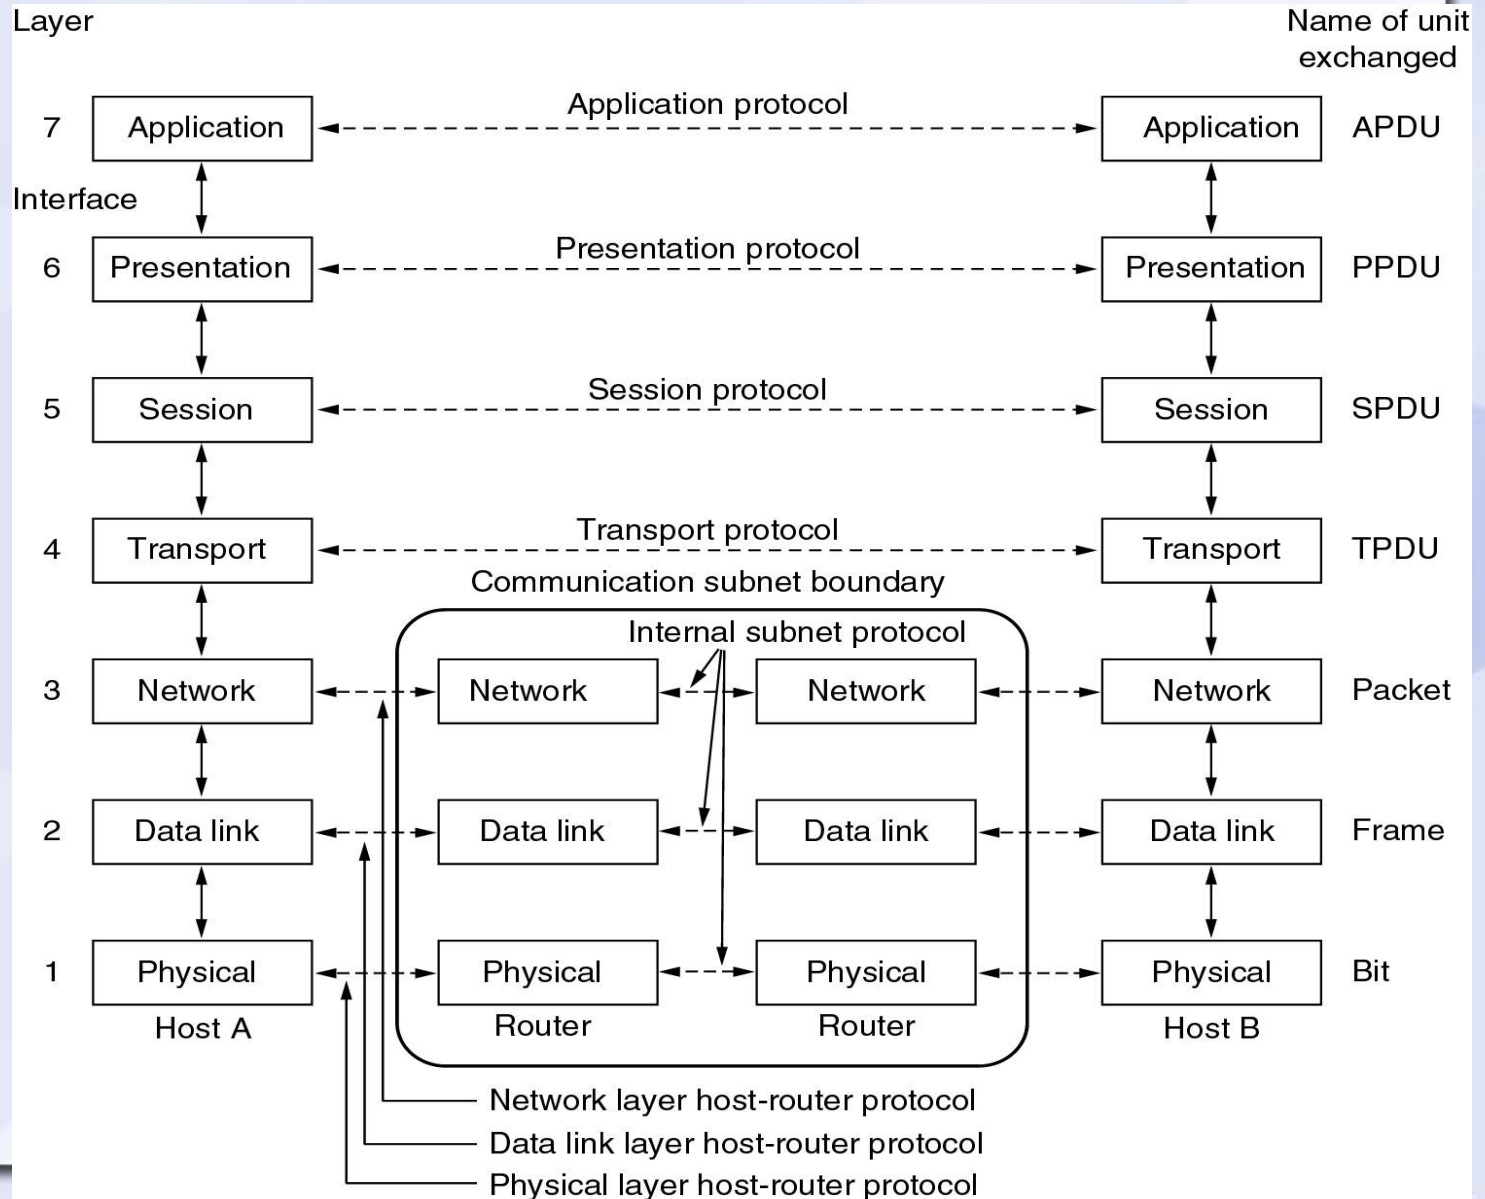 Layer
Name of unit
exchanged
Application protocol
7 Application Application APDU
Interface
Presentation protocol
6 Presentation Presentation PPDU
Session protocol
5 Session Session SPDU
Transport protocol
4 Transport Transport TPDU
Communication subnet boundary
Internal subnet protocol
3 Network Network Network Network Packet
2 Data link Data link Data link Data link Frame
1 Physical Physical Physical Physical Bit
Host A Router Router Host B
Network layer host-router protocol
Data link layer host-router protocol
Physical layer host-router protocol